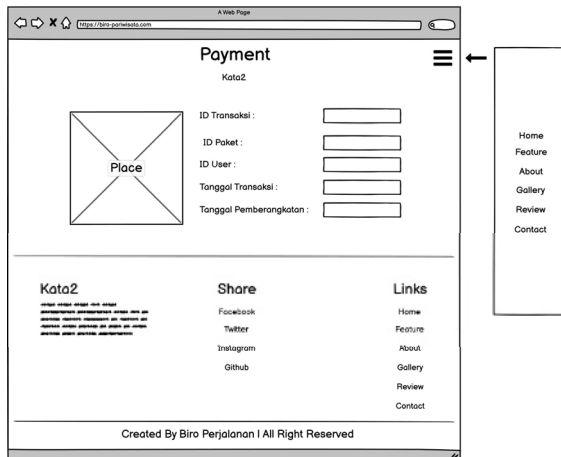 A Web Page
https://biro-pariwisata.com
Payment
Kata2
Place
ID Transaksi :
ID Paket :
ID User :
Tanggal Transaksi :
Tanggal Pemberangkatan :
Home
Feature
About
Gallery
Review
Contact
Kata2
Share
Facebook
Twitter
Instagram
Github
Links
Home
Feature
About
Gallery
Review
Contact
Created By Biro Perjalanan | All Right Reserved